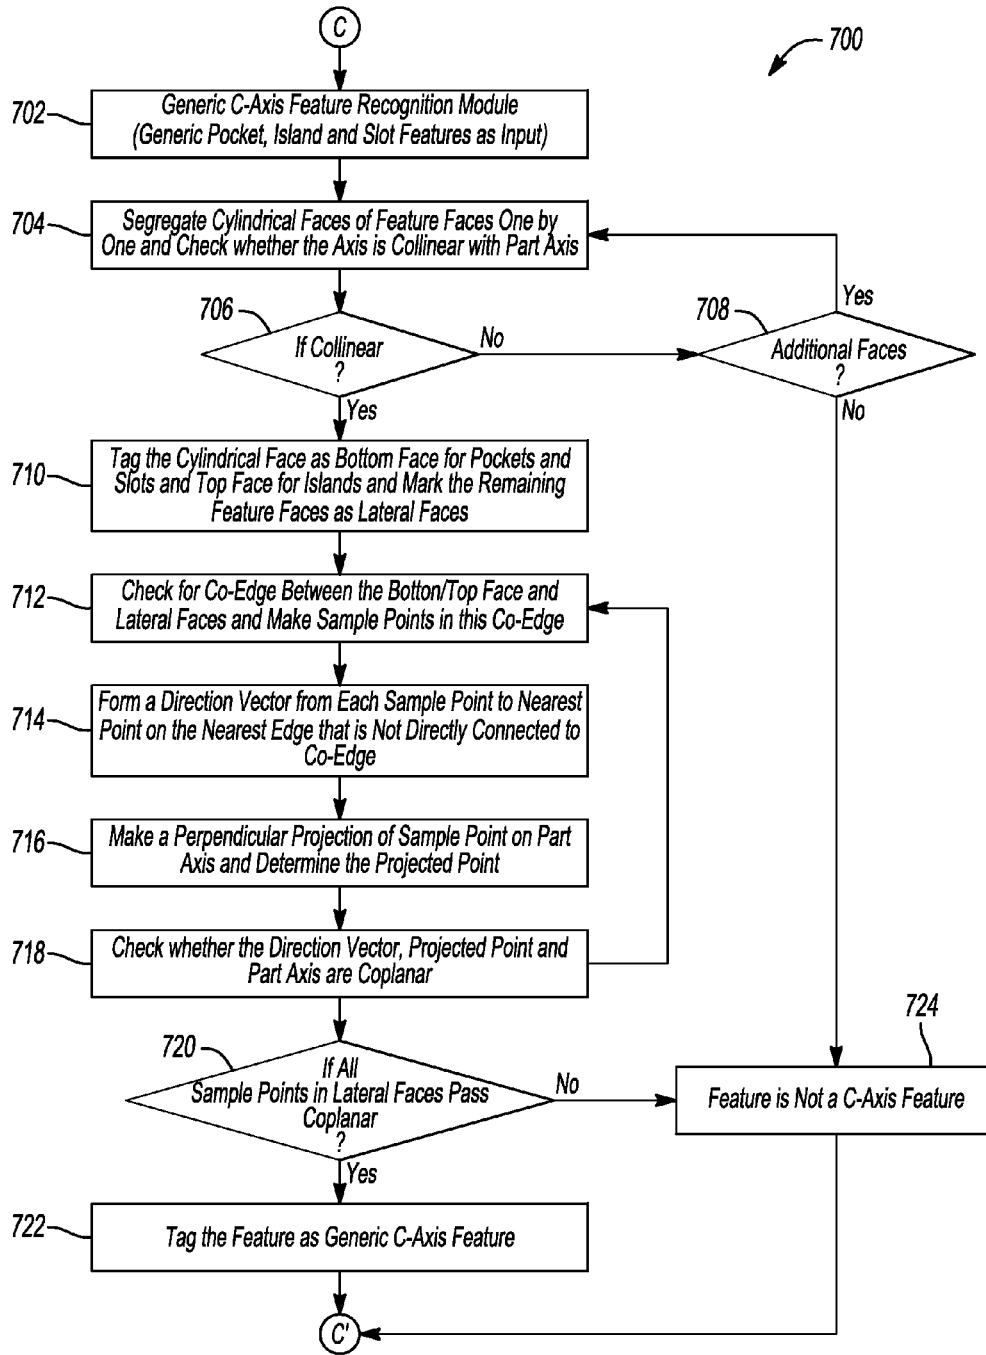 C
700
702
Generic C-Axis Feature Recognition Module
(Generic Pocket, Island and Slot Features as Input)
704
Segregate Cylindrical Faces of Feature Faces One by
One and Check whether the Axis is Collinear with Part Axis
706
If Collinear
?
No
Yes
708
Additional Faces
?
Yes
No
710
Tag the Cylindrical Face as Bottom Face for Pockets and
Slots and Top Face for Islands and Mark the Remaining
Feature Faces as Lateral Faces
712
Check for Co-Edge Between the Botton/Top Face and
Lateral Faces and Make Sample Points in this Co-Edge
714
Form a Direction Vector from Each Sample Point to Nearest
Point on the Nearest Edge that is Not Directly Connected to
Co-Edge
716
Make a Perpendicular Projection of Sample Point on Part
Axis and Determine the Projected Point
718
Check whether the Direction Vector, Projected Point and
Part Axis are Coplanar
720
If All
Sample Points in Lateral Faces Pass
Coplanar
?
No
Yes
724
Feature is Not a C-Axis Feature
722
Tag the Feature as Generic C-Axis Feature
C'